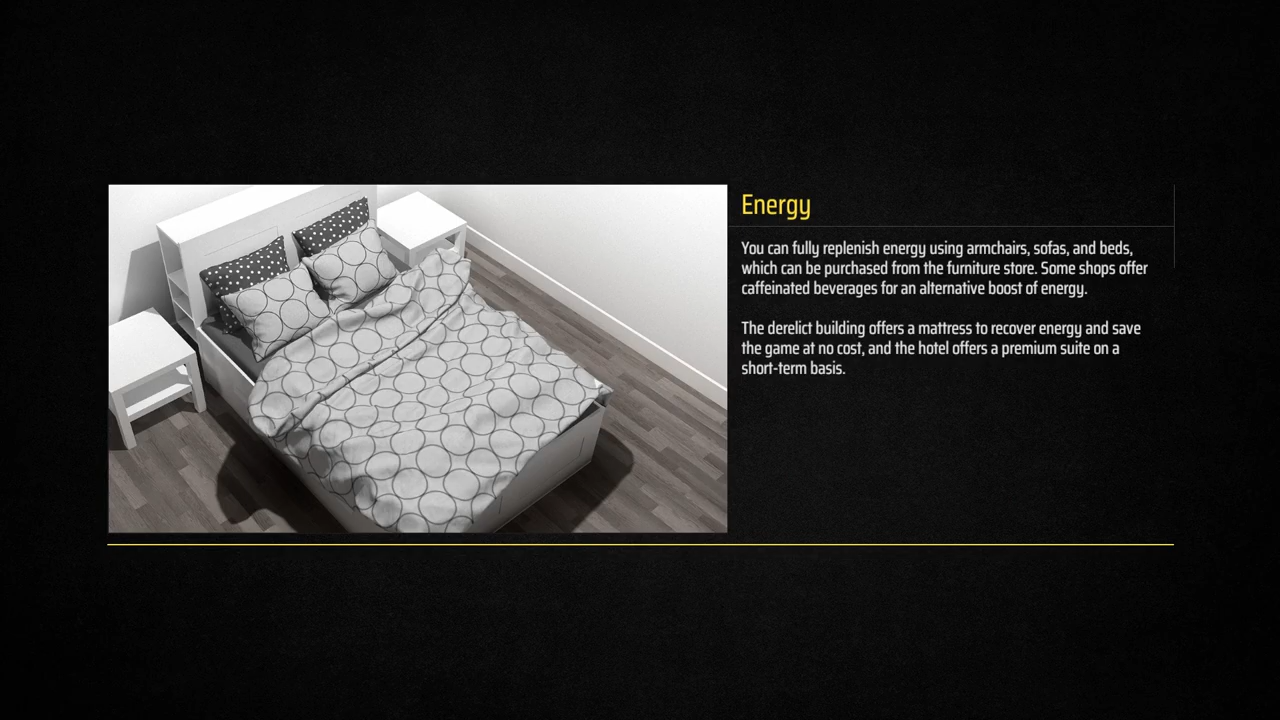 Energy
You can fully replenish energy using armchairs, sofas, and beds,
which can be purchased from the furniture store. Some shops offer
caffeinated beverages for an alternative boost of energy.
The derelict building offers a mattress to recover energy and save
the game at no cost, and the hotel offers a premium suite on a
short-term basis.